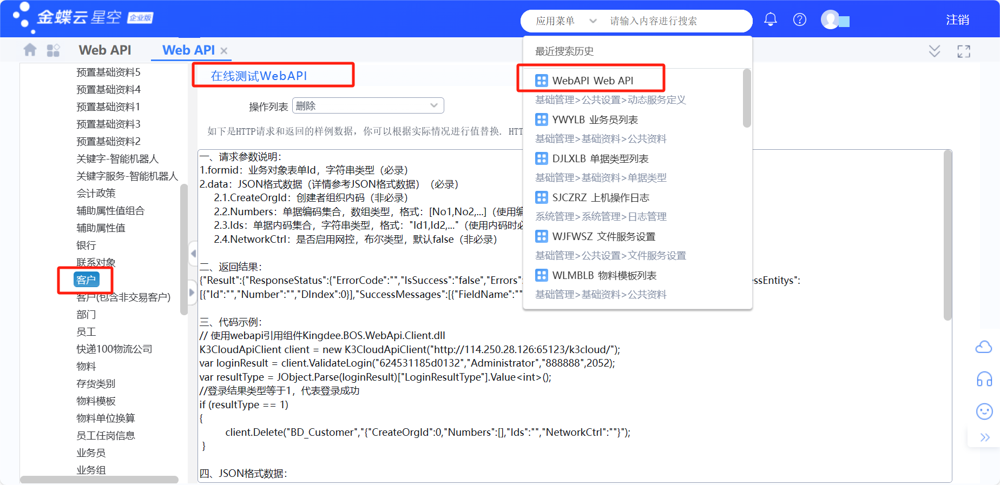 金蝶云 星空 企业版
应用菜单
请输入内容进行搜索
注销
Web API
Web API
最近搜索历史
WebAPI Web API
基础管理>公共设置>动态服务定义
YWYLB 业务员列表
基础管理>基础资料>公共资料
DJLXLB 单据类型列表
基础管理>基础资料>单据类型
SJCZRZ 上机操作日志
系统管理>系统管理>日志管理
WJFWSZ 文件服务设置
基础管理>公共设置>文件服务设置
WLMBLB 物料模板列表
基础管理>基础资料>公共资料
预置基础资料5
预置基础资料4
预置基础资料1
预置基础资料3
预置基础资料2
关键字-智能机器人
关键字服务-智能机器人
会计政策
辅助属性值组合
辅助属性值
银行
联系对象
客户
客户(包含非交易客户)
部门
员工
快递100物流公司
物料
存货类别
物料模板
物料单位换算
员工任岗信息
业务员
业务组
在线测试WebAPI
操作列表 删除
如下是HTTP请求和返回的样例数据，你可以根据实际情况进行值替换. HTT
一、请求参数说明：
1.formid：业务对象表单Id，字符串类型（必录）
2.data：JSON格式数据（详情参考JSON格式数据）（必录）
2.1.CreateOrgId：创建者组织内码（非必录）
2.2.Numbers：单据编码集合，数组类型，格式：[No1,No2,...]（使用编
2.3.Ids：单据内码集合，字符串类型，格式："Id1,Id2,..."（使用内码时必
2.4.NetworkCtrl：是否启用网控，布尔类型，默认false（非必录）
二、返回结果：
{"Result":{"ResponseStatus":{"ErrorCode":"","IsSuccess":"false","Errors": ssEntitys":
[{"Id":"","Number":"","DIndex":0}],"SuccessMessages":[{"FieldName":""
三、代码示例：
// 使用webapi引用组件Kingdee.BOS.WebApi.Client.dll
K3CloudApiClient client = new K3CloudApiClient("http://114.250.28.126:65123/k3cloud/");
var loginResult = client.ValidateLogin("624531185d0132","Administrator","888888",2052);
var resultType = JObject.Parse(loginResult)["LoginResultType"].Value<int>();
//登录结果类型等于1，代表登录成功
if (resultType == 1)
{
client.Delete("BD_Customer","{"CreateOrgId":0,"Numbers":[],"Ids":"","NetworkCtrl":""}");
}
四、JSON格式数据：